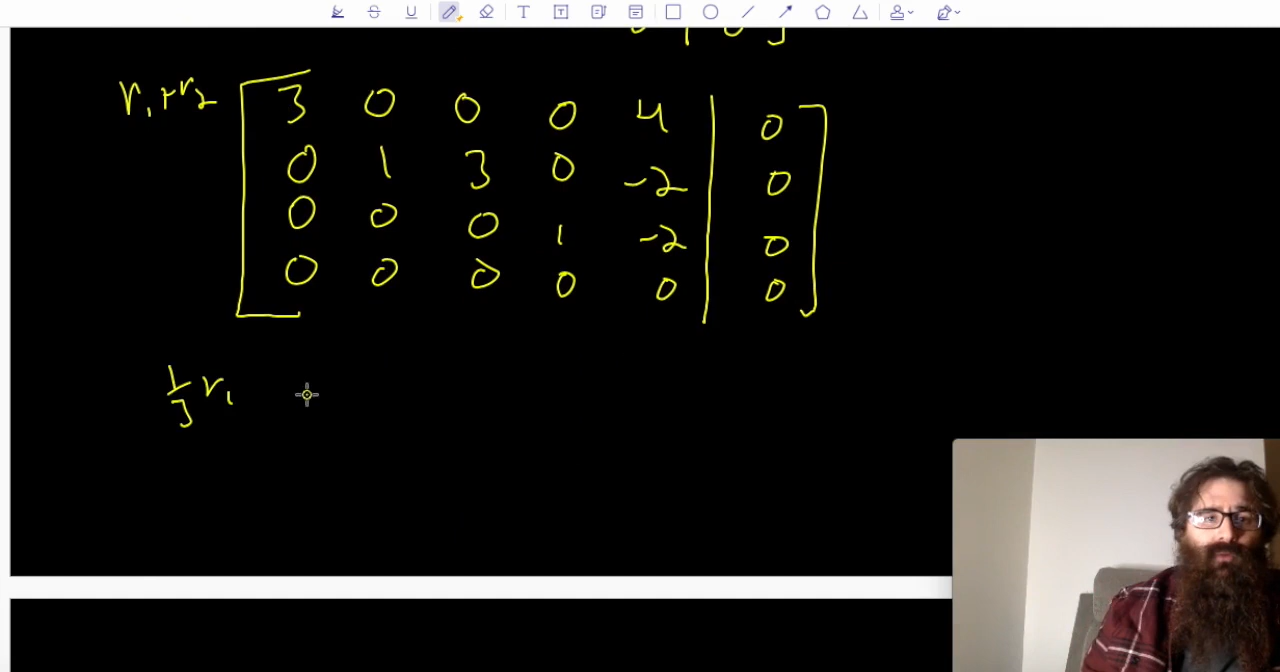 r₁+r₂
3 0 0 0 4 | 0
0 1 3 0 -2 | 0
0 0 0 1 -2 | 0
0 0 0 0 0 | 0
1/3 r₁